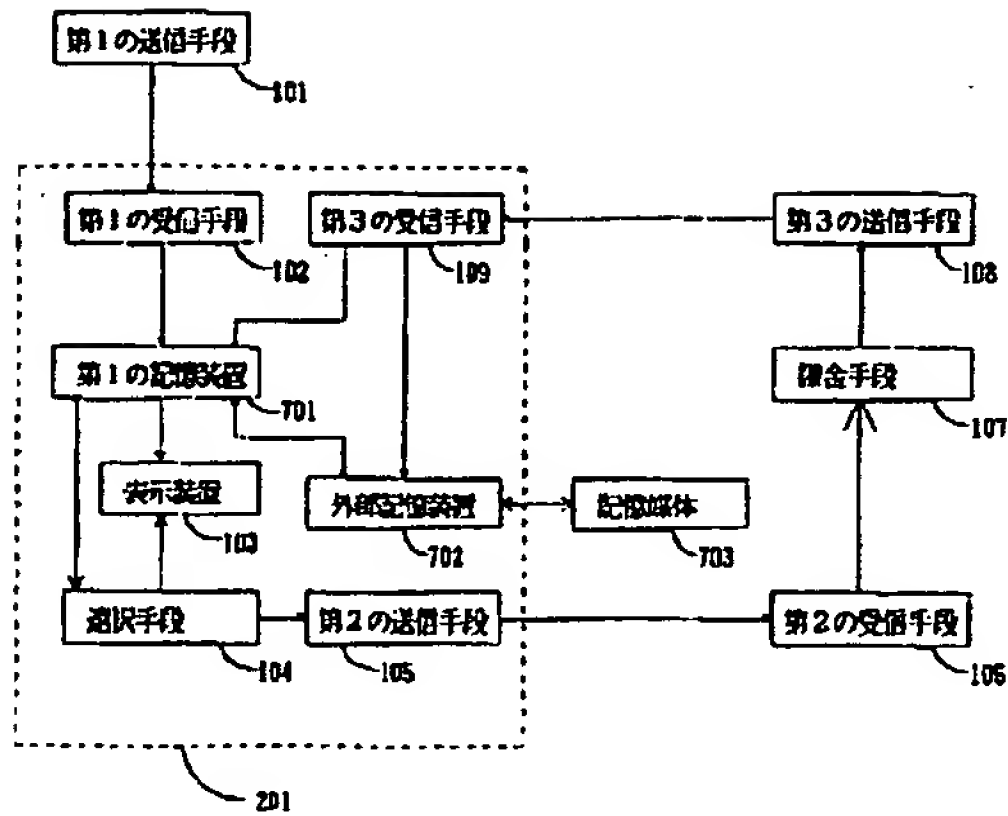 第1の送信手段
101
第1の受信手段
102
第3の受信手段
109
第3の送信手段
108
第1の記憶装置
701
課金手段
107
表示装置
103
外部記憶装置
702
記憶媒体
703
選択手段
104
第2の送信手段
105
第2の受信手段
106
201